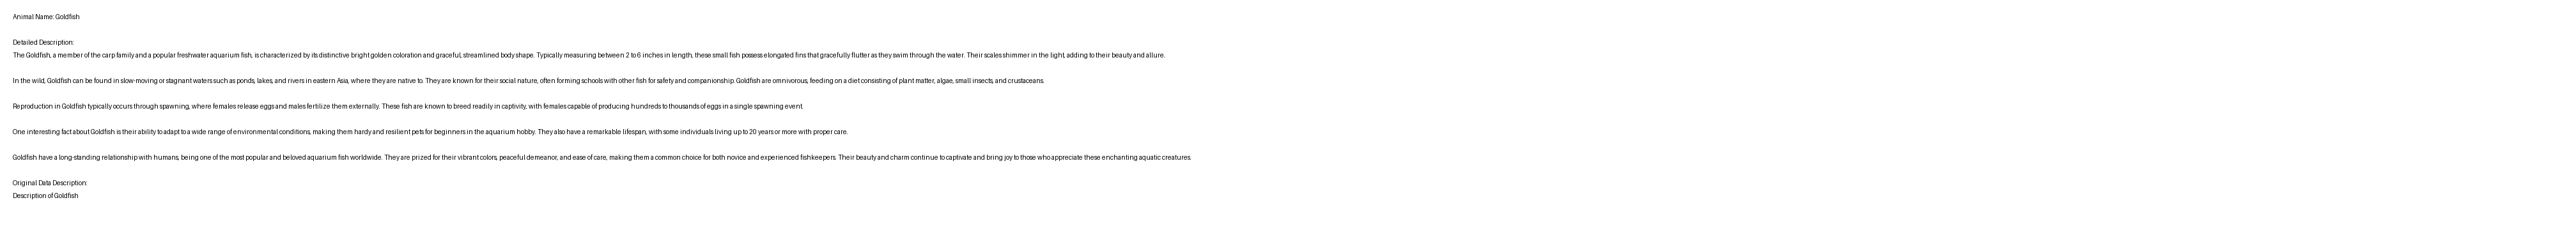 Animal Name: Goldfish
Detailed Description:
The Goldfish, a member of the carp family and a popular freshwater aquarium fish, is characterized by its distinctive bright golden coloration and graceful, streamlined body shape. Typically measuring between 2 to 6 inches in length, these small fish possess elongated fins that gracefully flutter as they swim through the water. Their scales shimmer in the light, adding to their beauty and allure.
In the wild, Goldfish can be found in slow-moving or stagnant waters such as ponds, lakes, and rivers in eastern Asia, where they are native to. They are known for their social nature, often forming schools with other fish for safety and companionship. Goldfish are omnivorous, feeding on a diet consisting of plant matter, algae, small insects, and crustaceans.
Reproduction in Goldfish typically occurs through spawning, where females release eggs and males fertilize them externally. These fish are known to breed readily in captivity, with females capable of producing hundreds to thousands of eggs in a single spawning event.
One interesting fact about Goldfish is their ability to adapt to a wide range of environmental conditions, making them hardy and resilient pets for beginners in the aquarium hobby. They also have a remarkable lifespan, with some individuals living up to 20 years or more with proper care.
Goldfish have a long-standing relationship with humans, being one of the most popular and beloved aquarium fish worldwide. They are prized for their vibrant colors, peaceful demeanor, and ease of care, making them a common choice for both novice and experienced fishkeepers. Their beauty and charm continue to captivate and bring joy to those who appreciate these enchanting aquatic creatures.
Original Data Description:
Description of Goldfish